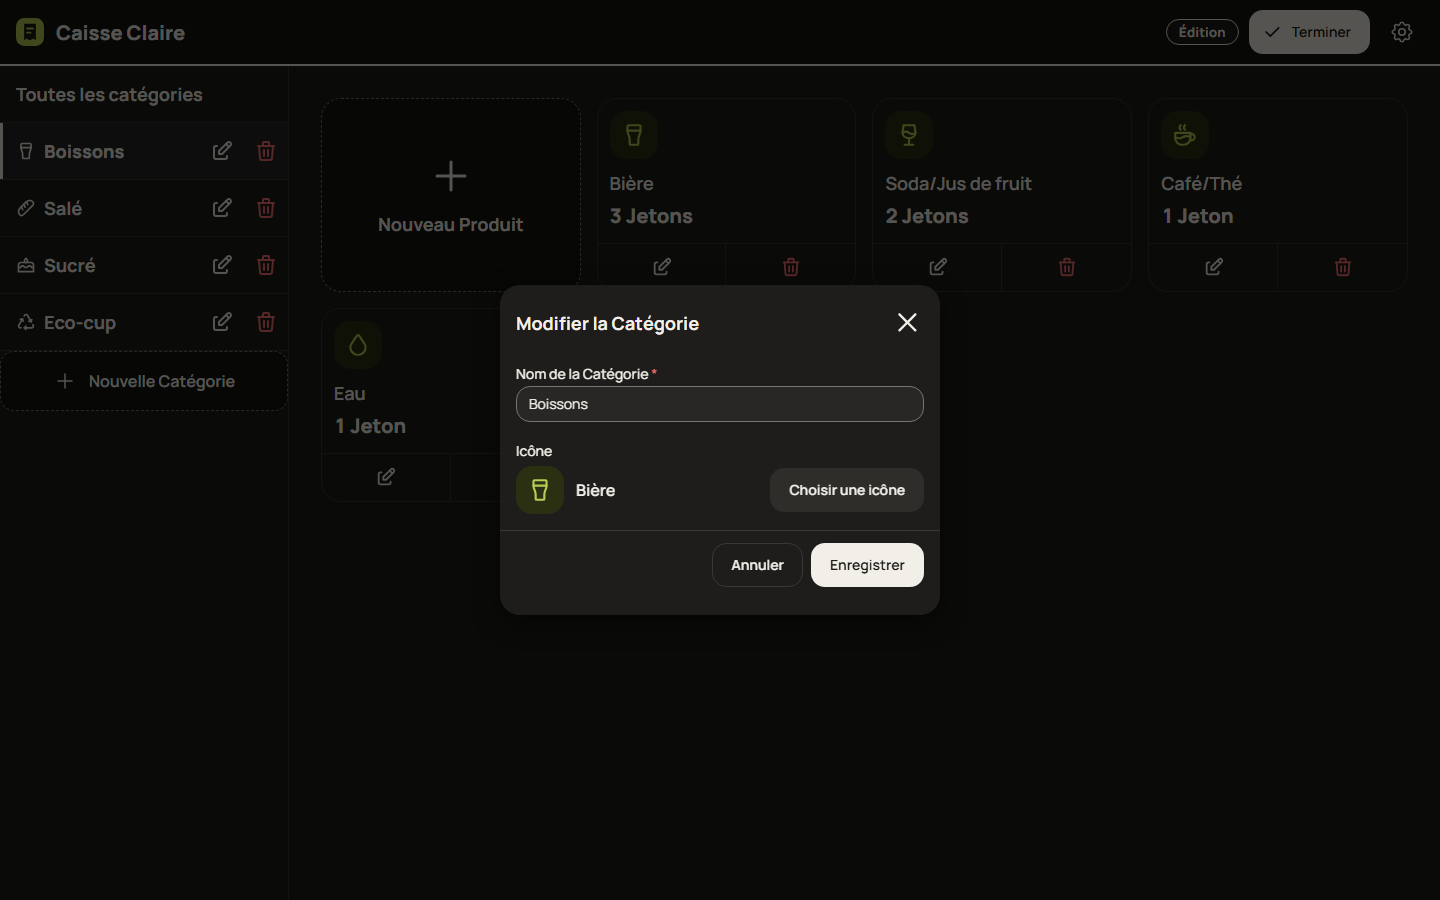 Caisse Claire
Édition
Terminer
Toutes les catégories
Boissons
Salé
Sucré
Eco-cup
Nouvelle Catégorie
Nouveau Produit
Bière
3 Jetons
Soda/Jus de fruit
2 Jetons
Café/Thé
1 Jeton
Eau
1 Jeton
Modifier la Catégorie
Nom de la Catégorie *
Boissons
Icône
Bière
Choisir une icône
Annuler
Enregistrer